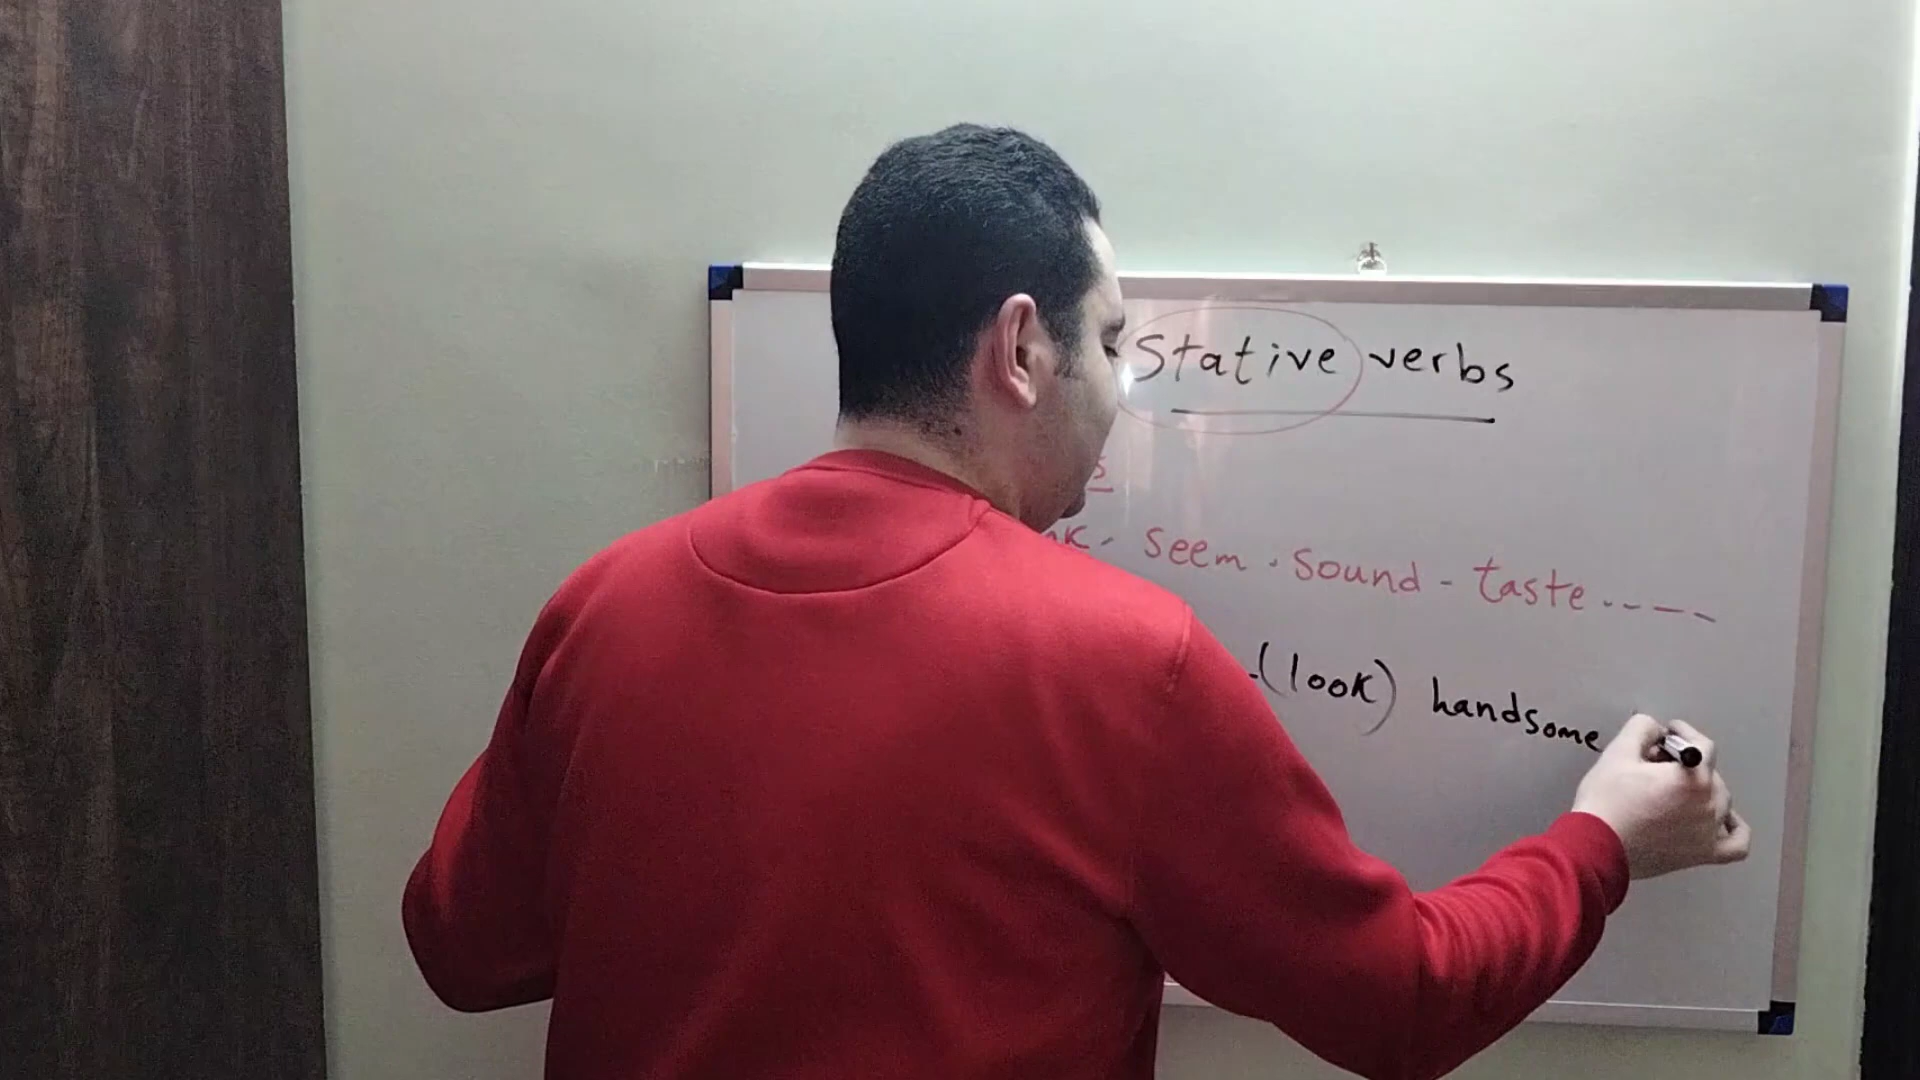 Stative verbs
seem . sound - taste ----
(look) handsome